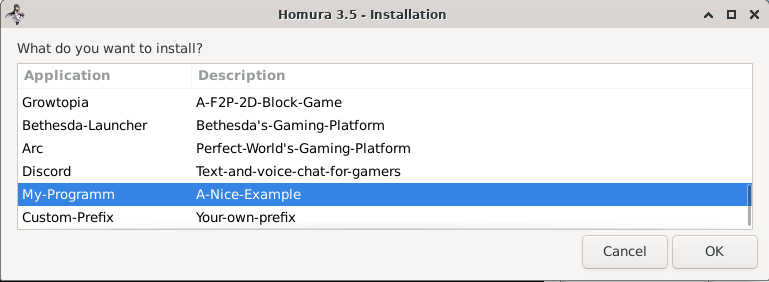 Homura 3.5 - Installation
What do you want to install?
Application Description
Growtopia A-F2P-2D-Block-Game
Bethesda-Launcher Bethesda's-Gaming-Platform
Arc Perfect-World's-Gaming-Platform
Discord Text-and-voice-chat-for-gamers
My-Programm A-Nice-Example
Custom-Prefix Your-own-prefix
Cancel OK